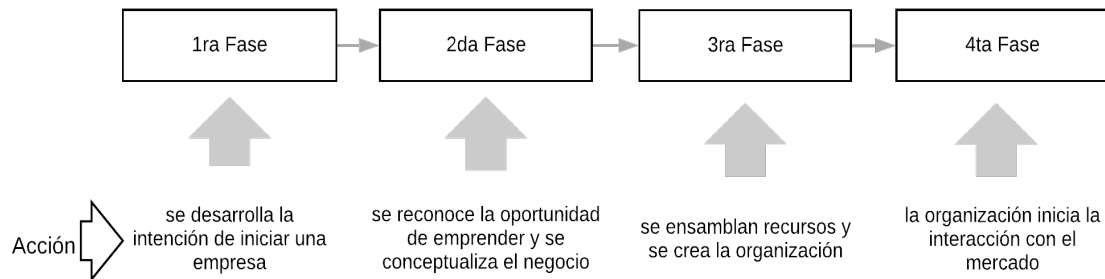 1ra Fase
2da Fase
3ra Fase
4ta Fase
Acción
se desarrolla la
intención de iniciar una
empresa
se reconoce la oportunidad
de emprender y se
conceptualiza el negocio
se ensamblan recursos y
se crea la organización
la organización inicia la
interacción con el
mercado